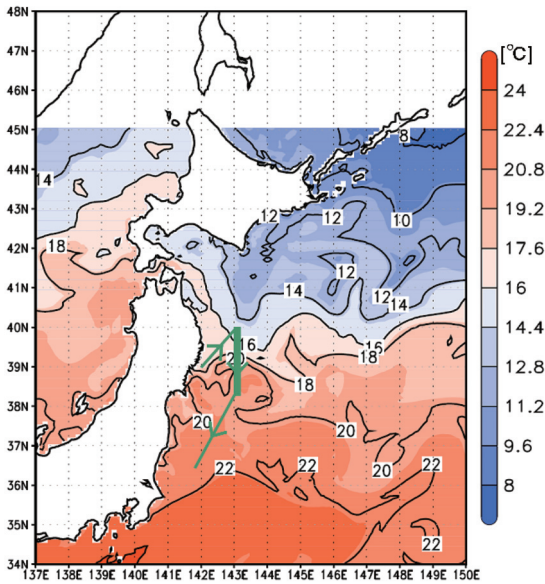 48N
[℃]
47N
46N
24
45N
8
22.4
44N
14
20.8
43N
12
12
10
19.2
42N
18
17.6
12
41N
14
12
14
16
40N
16
16
14.4
20
18
39N
18
12.8
38N
20
20
11.2
37N
22
22
20
22
9.6
36N
8
35N
22
34N
137E
138E
139E
140E
141E
142E
143E
144E
145E
146E
147E
148E
149E
150E